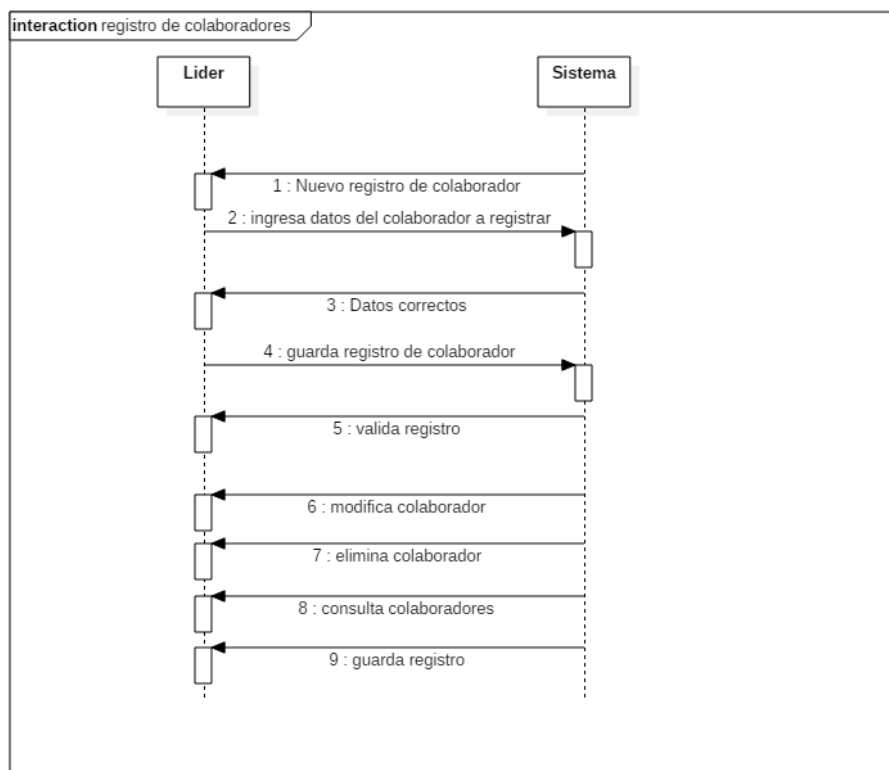 interaction registro de colaboradores
Lider
Sistema
1 : Nuevo registro de colaborador
2 : ingresa datos del colaborador a registrar
3 : Datos correctos
4 : guarda registro de colaborador
5 : valida registro
6 : modifica colaborador
7 : elimina colaborador
8 : consulta colaboradores
9 : guarda registro